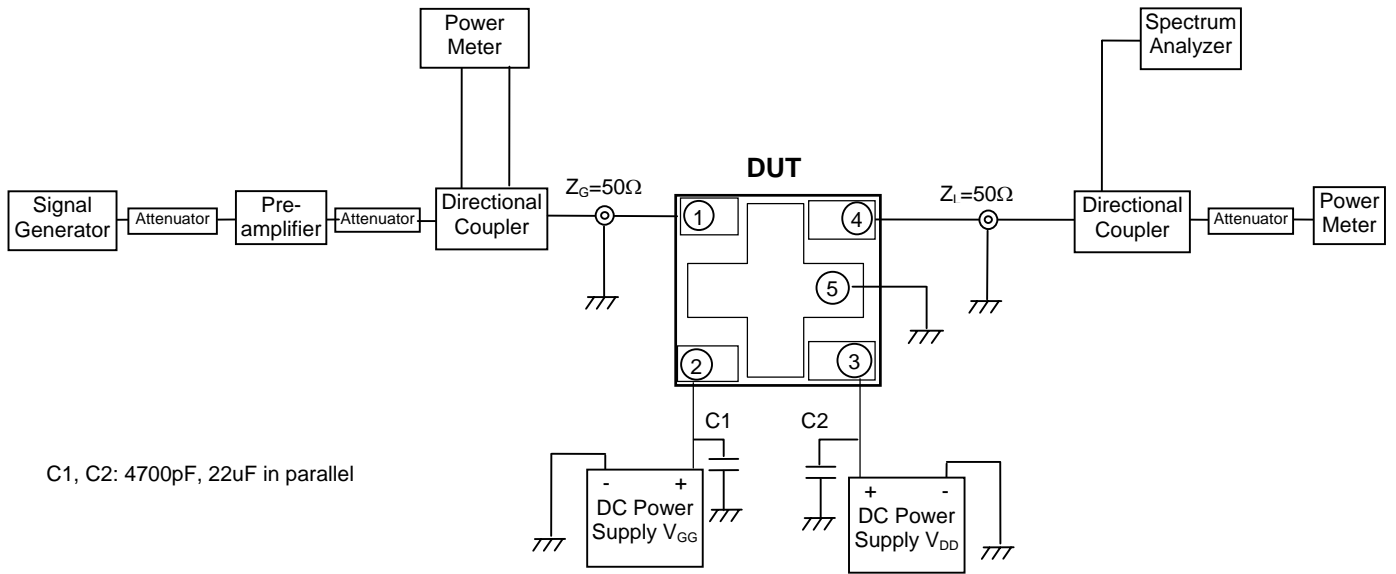 Power
Meter
Spectrum
Analyzer
DUT
Signal
Generator
Attenuator
Pre-
amplifier
Attenuator
Directional
Coupler
Z_G=50Ω
1
4
5
2
3
Z_l=50Ω
Directional
Coupler
Attenuator
Power
Meter
C1
C2
C1, C2: 4700pF, 22uF in parallel
- +
DC Power
Supply V_GG
+ -
DC Power
Supply V_DD